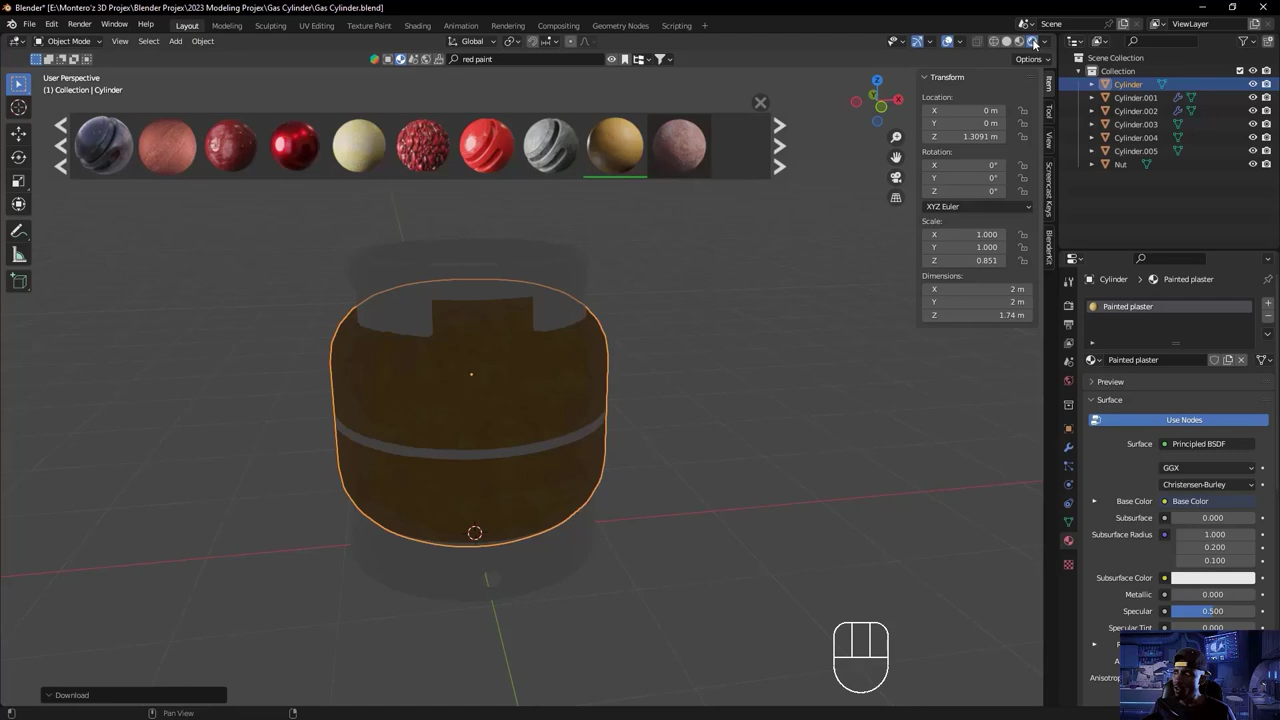 Blender* [E:\Montero'z 3D Projex\Blender Projex\2023 Modeling Projex\Gas Cylinder\Gas Cylinder.blend]
File Edit Render Window Help Layout Modeling Sculpting UV Editing Texture Paint Shading Animation Rendering Compositing Geometry Nodes Scripting + Scene ViewLayer
Object Mode View Select Add Object Global
red paint Options
User Perspective
(1) Collection | Cylinder
Z
X
Y
Item
Tool
View
Screencast Keys
BlenderKit
Transform
Location:
X 0 m
Y 0 m
Z 1.3091 m
Rotation:
X 0°
Y 0°
Z 0°
XYZ Euler
Scale:
X 1.000
Y 1.000
Z 0.851
Dimensions:
X 2 m
Y 2 m
Z 1.74 m
Scene Collection
Collection
Cylinder
Cylinder.001
Cylinder.002
Cylinder.003
Cylinder.004
Cylinder.005
Nut
Cylinder > Painted plaster
Painted plaster
Painted plaster
Preview
Surface
Use Nodes
Surface Principled BSDF
GGX
Christensen-Burley
Base Color Base Color
Subsurface 0.000
Subsurface Radius 1.000
0.200
0.100
Subsurface Color
Metallic 0.000
Specular 0.500
Specular Tint 0.000
Anisotropi
Download
Pan View